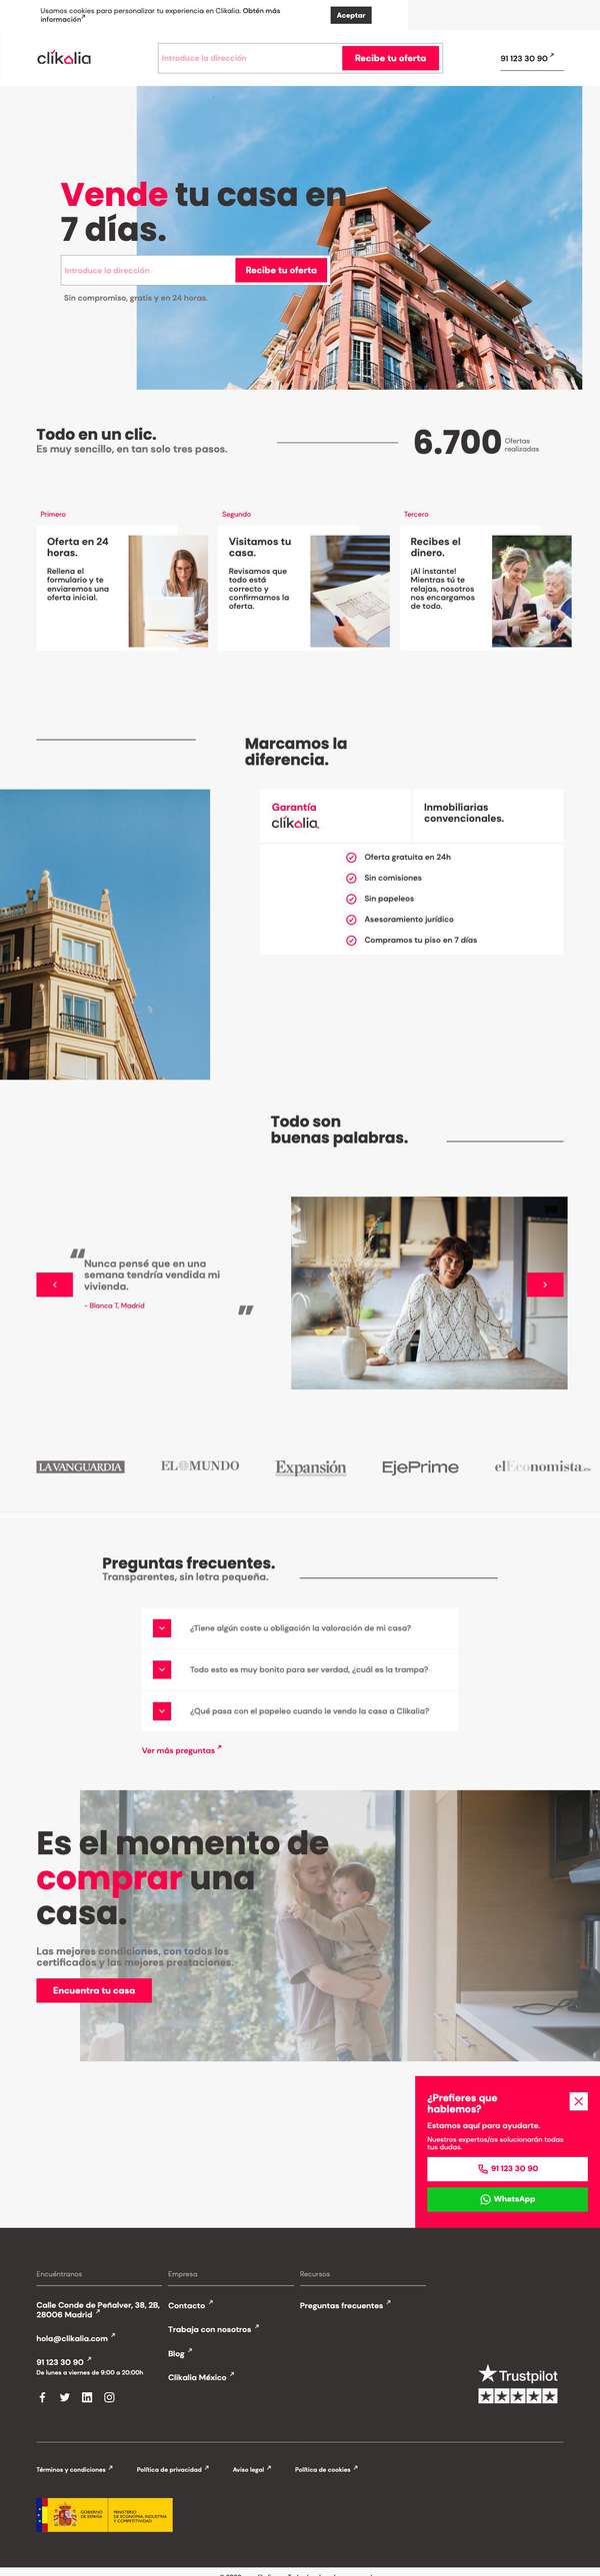 Usamos cookies para personalizar tu experiencia en Clikalia. Obtén más
información
Aceptar
clikalia
Introduce la dirección
Recibe tu oferta
91 123 30 90
Vende tu casa en
7 días.
Introduce la dirección
Recibe tu oferta
Sin compromiso, gratis y en 24 horas.
Todo en un clic.
Es muy sencillo, en tan solo tres pasos.
6.700
Ofertas
realizadas
Primero
Oferta en 24
horas.
Rellena el
formulario y te
enviaremos una
oferta inicial.
Segundo
Visitamos tu
casa.
Revisamos que
todo está
correcto y
confirmamos la
oferta.
Tercero
Recibes el
dinero.
¡Al instante!
Mientras tú te
relajas, nosotros
nos encargamos
de todo.
Marcamos la
diferencia.
Garantía
clikalia
Inmobiliarias
convencionales.
Oferta gratuita en 24h
Sin comisiones
Sin papeleos
Asesoramiento jurídico
Compramos tu piso en 7 días
Todo son
buenas palabras.
Nunca pensé que en una
semana tendría vendida mi
vivienda.
- Blanca T, Madrid
LA VANGUARDIA
EL MUNDO
Expansión
EjePrime
elEconomista.es
Preguntas frecuentes.
Transparentes, sin letra pequeña.
¿Tiene algún coste u obligación la valoración de mi casa?
Todo esto es muy bonito para ser verdad, ¿cuál es la trampa?
¿Qué pasa con el papeleo cuando le vendo la casa a Clikalia?
Ver más preguntas
Es el momento de
comprar una
casa.
Las mejores condiciones, con todos los
certificados y las mejores prestaciones.
Encuentra tu casa
¿Prefieres que
hablemos?
Estamos aquí para ayudarte.
Nuestros expertos/as solucionarán todas
tus dudas.
91 123 30 90
WhatsApp
Encuéntranos
Calle Conde de Peñalver, 38, 2B,
28006 Madrid
hola@clikalia.com
91 123 30 90
De lunes a viernes de 9:00 a 20:00h
Empresa
Contacto
Trabaja con nosotros
Blog
Clikalia México
Recursos
Preguntas frecuentes
Trustpilot
Términos y condiciones
Política de privacidad
Aviso legal
Política de cookies
GOBIERNO
DE ESPAÑA
MINISTERIO
DE ECONOMÍA, INDUSTRIA
Y COMPETITIVIDAD